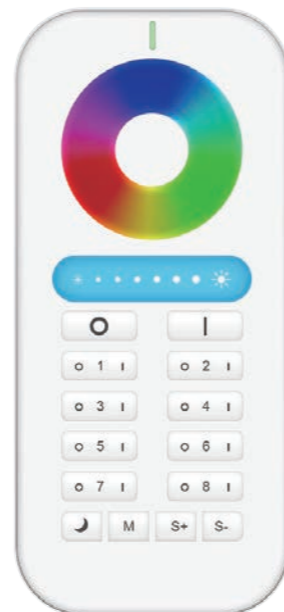 O I
O 1 I O 2 I
O 3 I O 4 I
O 5 I O 6 I
O 7 I O 8 I
M S+ S-